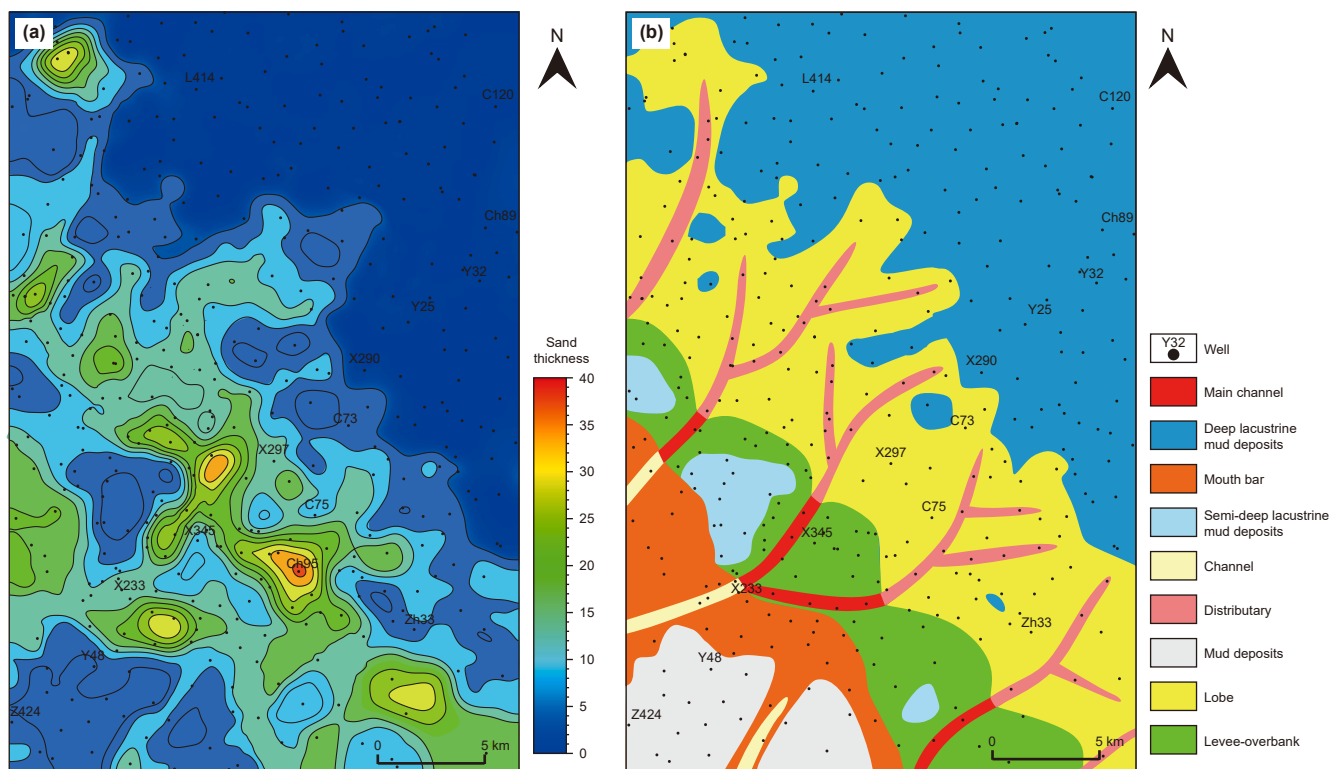 (a)
N
L414
C120
Ch89
Y32
Y25
X290
C73
X297
C75
X345
Ch95
X233
Zh33
Y48
Z424
0 5 km
Sand
thickness
40
35
30
25
20
15
10
5
0
(b)
N
L414
C120
Ch89
Y32
Y25
X290
C73
X297
C75
X345
X233
Zh33
Y48
Z424
0 5 km
Y32
Well
Main channel
Deep lacustrine
mud deposits
Mouth bar
Semi-deep lacustrine
mud deposits
Channel
Distributary
Mud deposits
Lobe
Levee-overbank